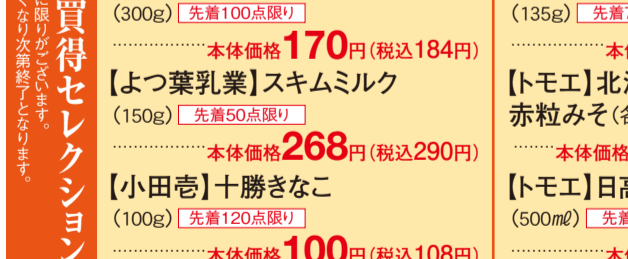 買得セレクション
に限りがございます。
くなり次第終了となります。
(300g) 先着100点限り
本体価格170円(税込184円)
【よつ葉乳業】スキムミルク
(150g) 先着50点限り
本体価格268円(税込290円)
【小田壱】十勝きなこ
(100g) 先着120点限り
本体価格100円(税込108円)
(135g) 先着
本
【トモエ】北
赤粒みそ(各
本体価格
【トモエ】日高
(500㎖) 先着
本